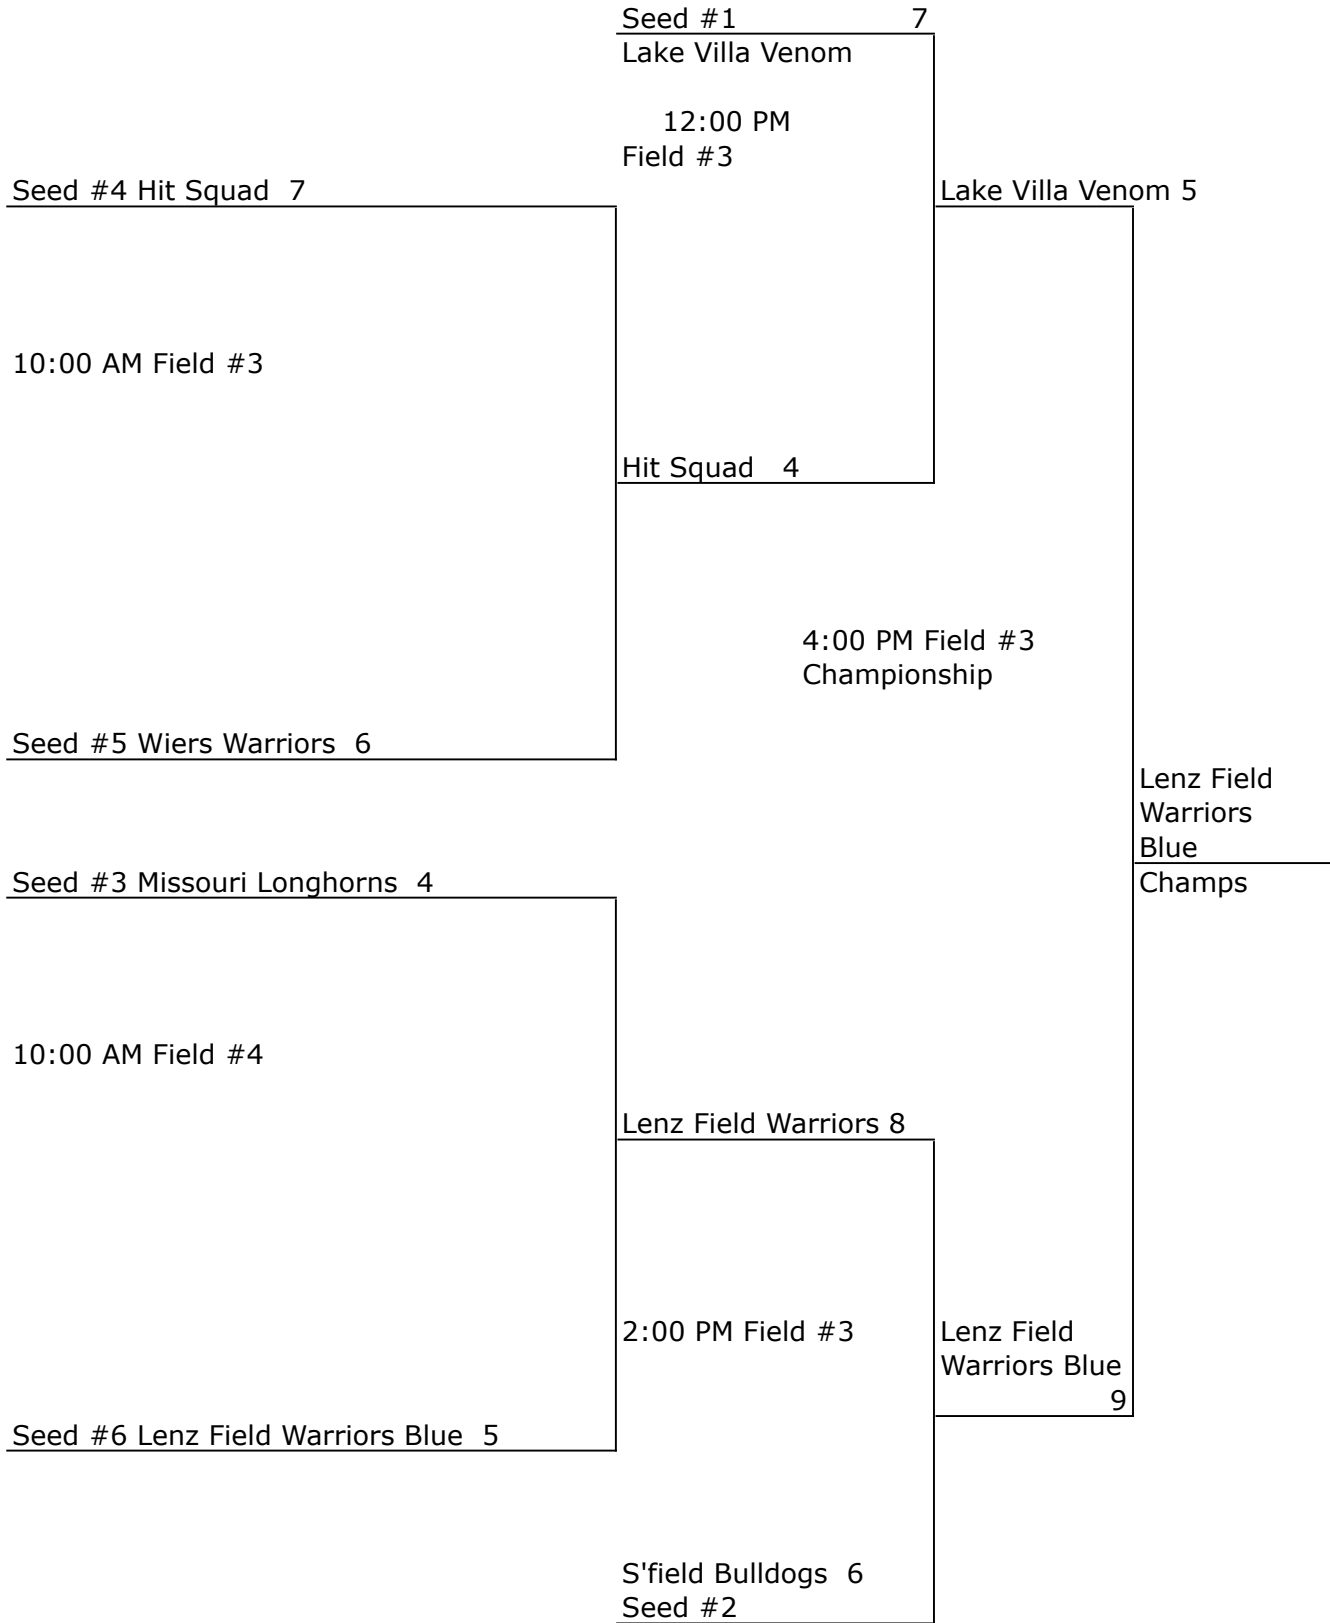 Seed #1 7
Lake Villa Venom
12:00 PM
Field #3
Seed #4 Hit Squad 7
Lake Villa Venom 5
10:00 AM Field #3
Hit Squad 4
4:00 PM Field #3
Championship
Seed #5 Wiers Warriors 6
Lenz Field
Warriors
Blue
Champs
Seed #3 Missouri Longhorns 4
10:00 AM Field #4
Lenz Field Warriors 8
2:00 PM Field #3
Lenz Field
Warriors Blue
9
Seed #6 Lenz Field Warriors Blue 5
S'field Bulldogs 6
Seed #2